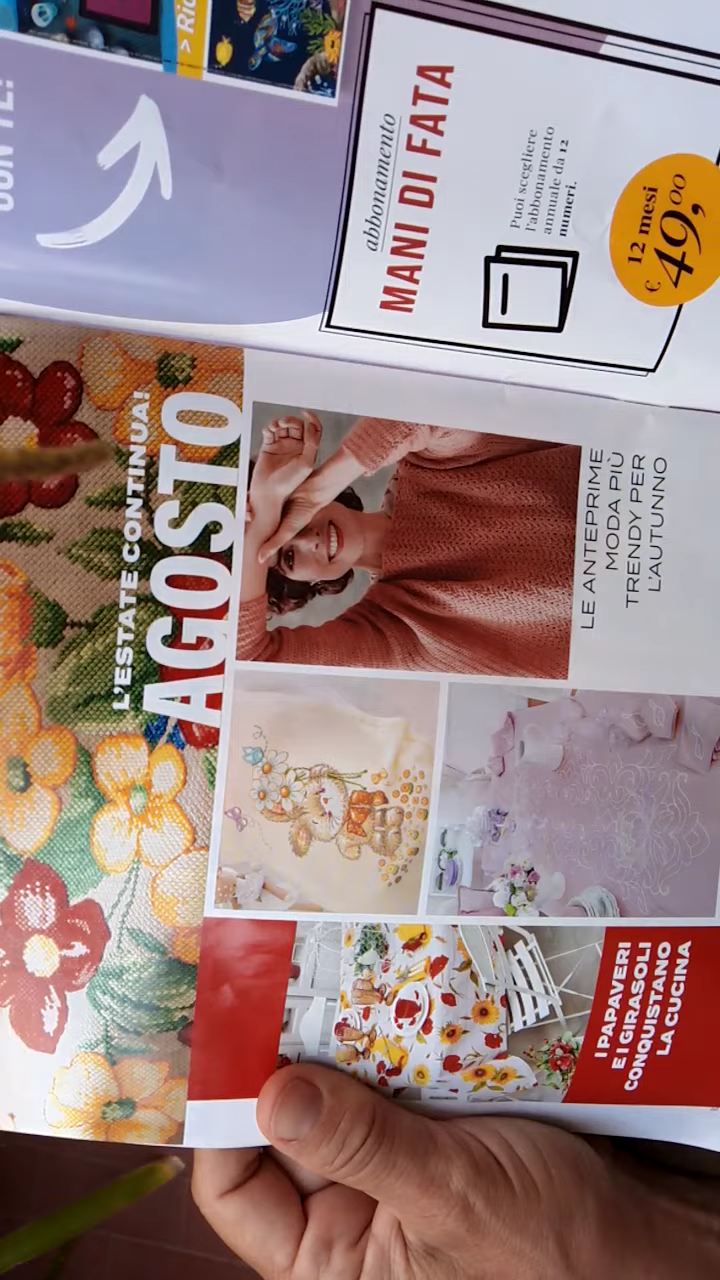 > Ric
abbonamento
MANI DI FATA
Puoi scegliere
l'abbonamento
annuale da 12
numeri.
12 mesi
€ 49,00
L'ESTATE CONTINUA!
AGOSTO
LE ANTEPRIME
MODA PIÙ
TRENDY PER
L'AUTUNNO
I PAPAVERI
E I GIRASOLI
CONQUISTANO
LA CUCINA